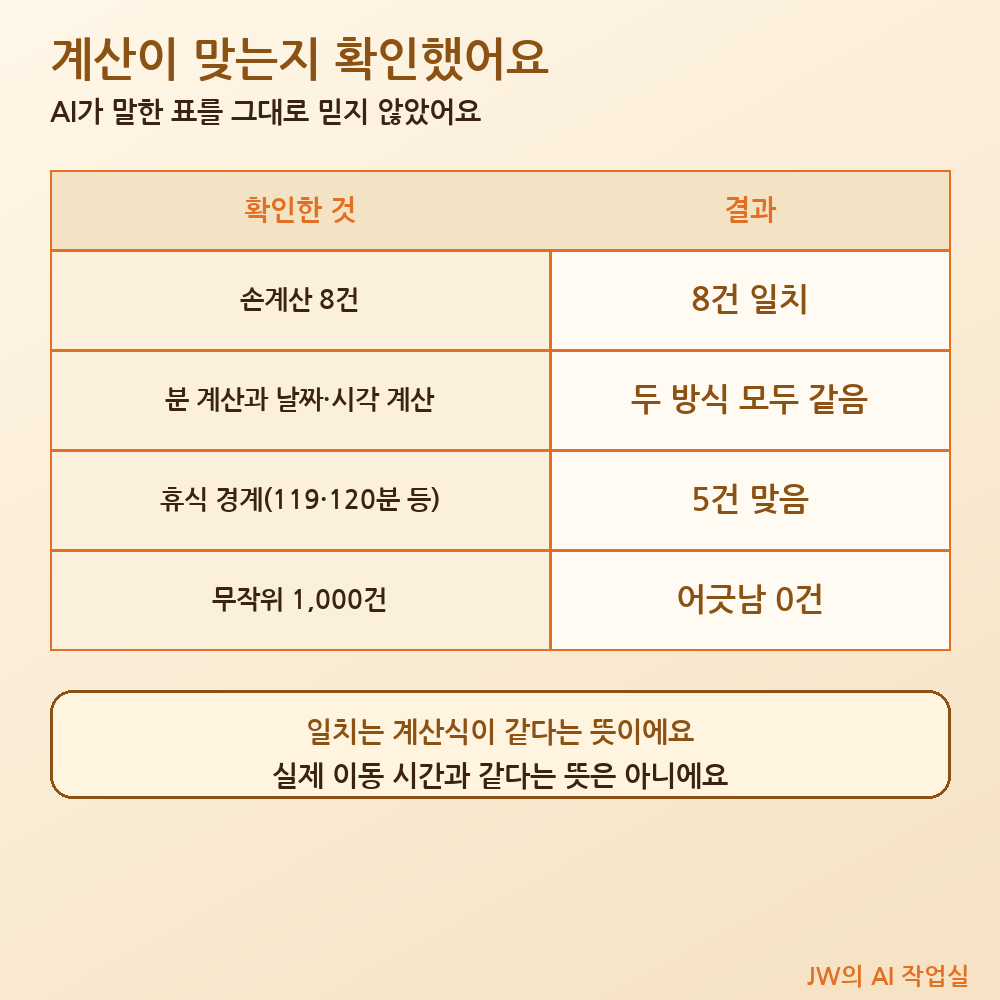 계산이 맞는지 확인했어요
AI가 말한 표를 그대로 믿지 않았어요
확인한 것 결과
손계산 8건 8건 일치
분 계산과 날짜·시각 계산 두 방식 모두 같음
휴식 경계(119·120분 등) 5건 맞음
무작위 1,000건 어긋남 0건
일치는 계산식이 같다는 뜻이에요
실제 이동 시간과 같다는 뜻은 아니에요
JW의 AI 작업실